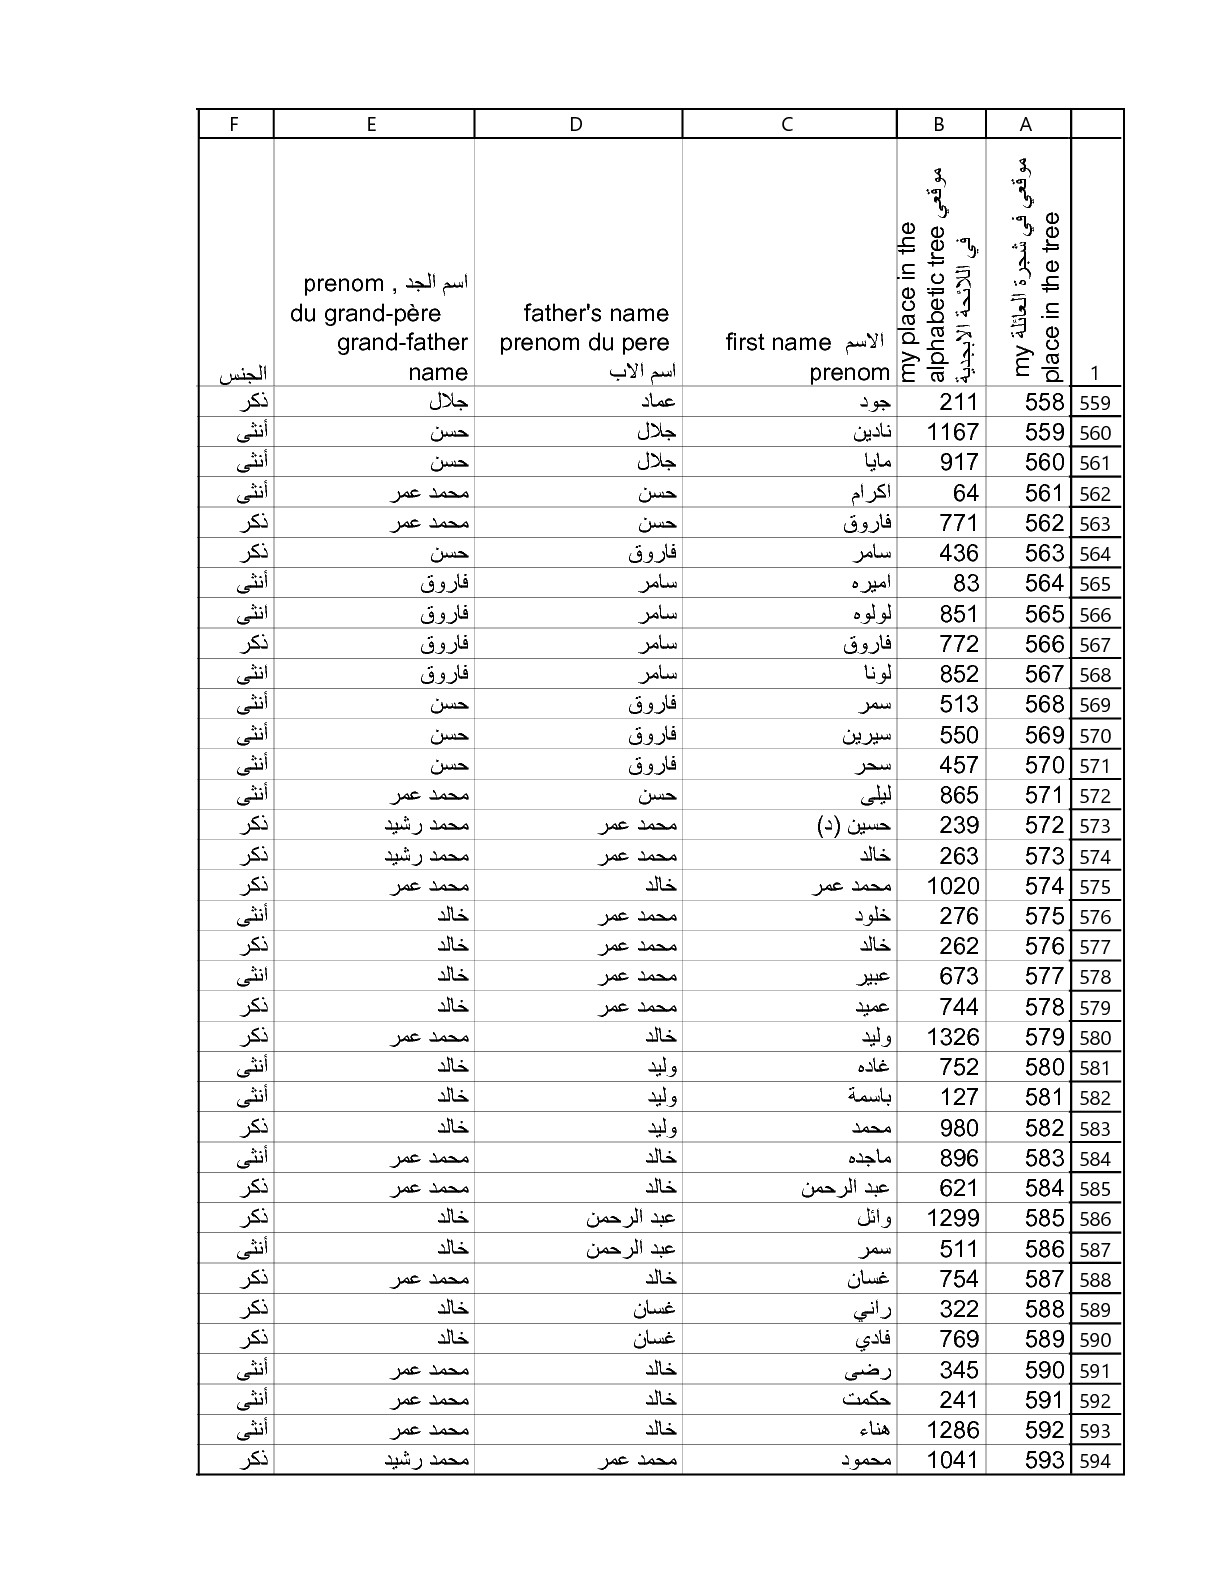 F E D C B A
الجنس
اسم الجد , prenom
du grand-père
grand-father
name
father's name
prenom du pere
اسم الاب
first name الاسم
prenom
my place in the
alphabetic tree موقعي
في اللائحة الابجدية
موقعي في شجرة العائلة my
place in the tree
1
559 558 211 جود عماد جلال ذكر
560 559 1167 نادين جلال حسن أنثى
561 560 917 مايا جلال حسن أنثى
562 561 64 اكرام حسن محمد عمر أنثى
563 562 771 فاروق حسن محمد عمر ذكر
564 563 436 سامر فاروق حسن ذكر
565 564 83 اميره سامر فاروق أنثى
566 565 851 لولوه سامر فاروق انثى
567 566 772 فاروق سامر فاروق ذكر
568 567 852 لونا سامر فاروق انثى
569 568 513 سمر فاروق حسن أنثى
570 569 550 سيرين فاروق حسن أنثى
571 570 457 سحر فاروق حسن أنثى
572 571 865 ليلى حسن محمد عمر أنثى
573 572 239 حسين (د) محمد عمر محمد رشيد ذكر
574 573 263 خالد محمد عمر محمد رشيد ذكر
575 574 1020 محمد عمر خالد محمد عمر ذكر
576 575 276 خلود محمد عمر خالد أنثى
577 576 262 خالد محمد عمر خالد ذكر
578 577 673 عبير محمد عمر خالد انثى
579 578 744 عميد محمد عمر خالد ذكر
580 579 1326 وليد خالد محمد عمر ذكر
581 580 752 غاده وليد خالد أنثى
582 581 127 باسمة وليد خالد أنثى
583 582 980 محمد وليد خالد ذكر
584 583 896 ماجده خالد محمد عمر أنثى
585 584 621 عبد الرحمن خالد محمد عمر ذكر
586 585 1299 وائل عبد الرحمن خالد ذكر
587 586 511 سمر عبد الرحمن خالد أنثى
588 587 754 غسان خالد محمد عمر ذكر
589 588 322 راني غسان خالد ذكر
590 589 769 فادي غسان خالد ذكر
591 590 345 رضى خالد محمد عمر أنثى
592 591 241 حكمت خالد محمد عمر أنثى
593 592 1286 هناء خالد محمد عمر أنثى
594 593 1041 محمود محمد عمر محمد رشيد ذكر